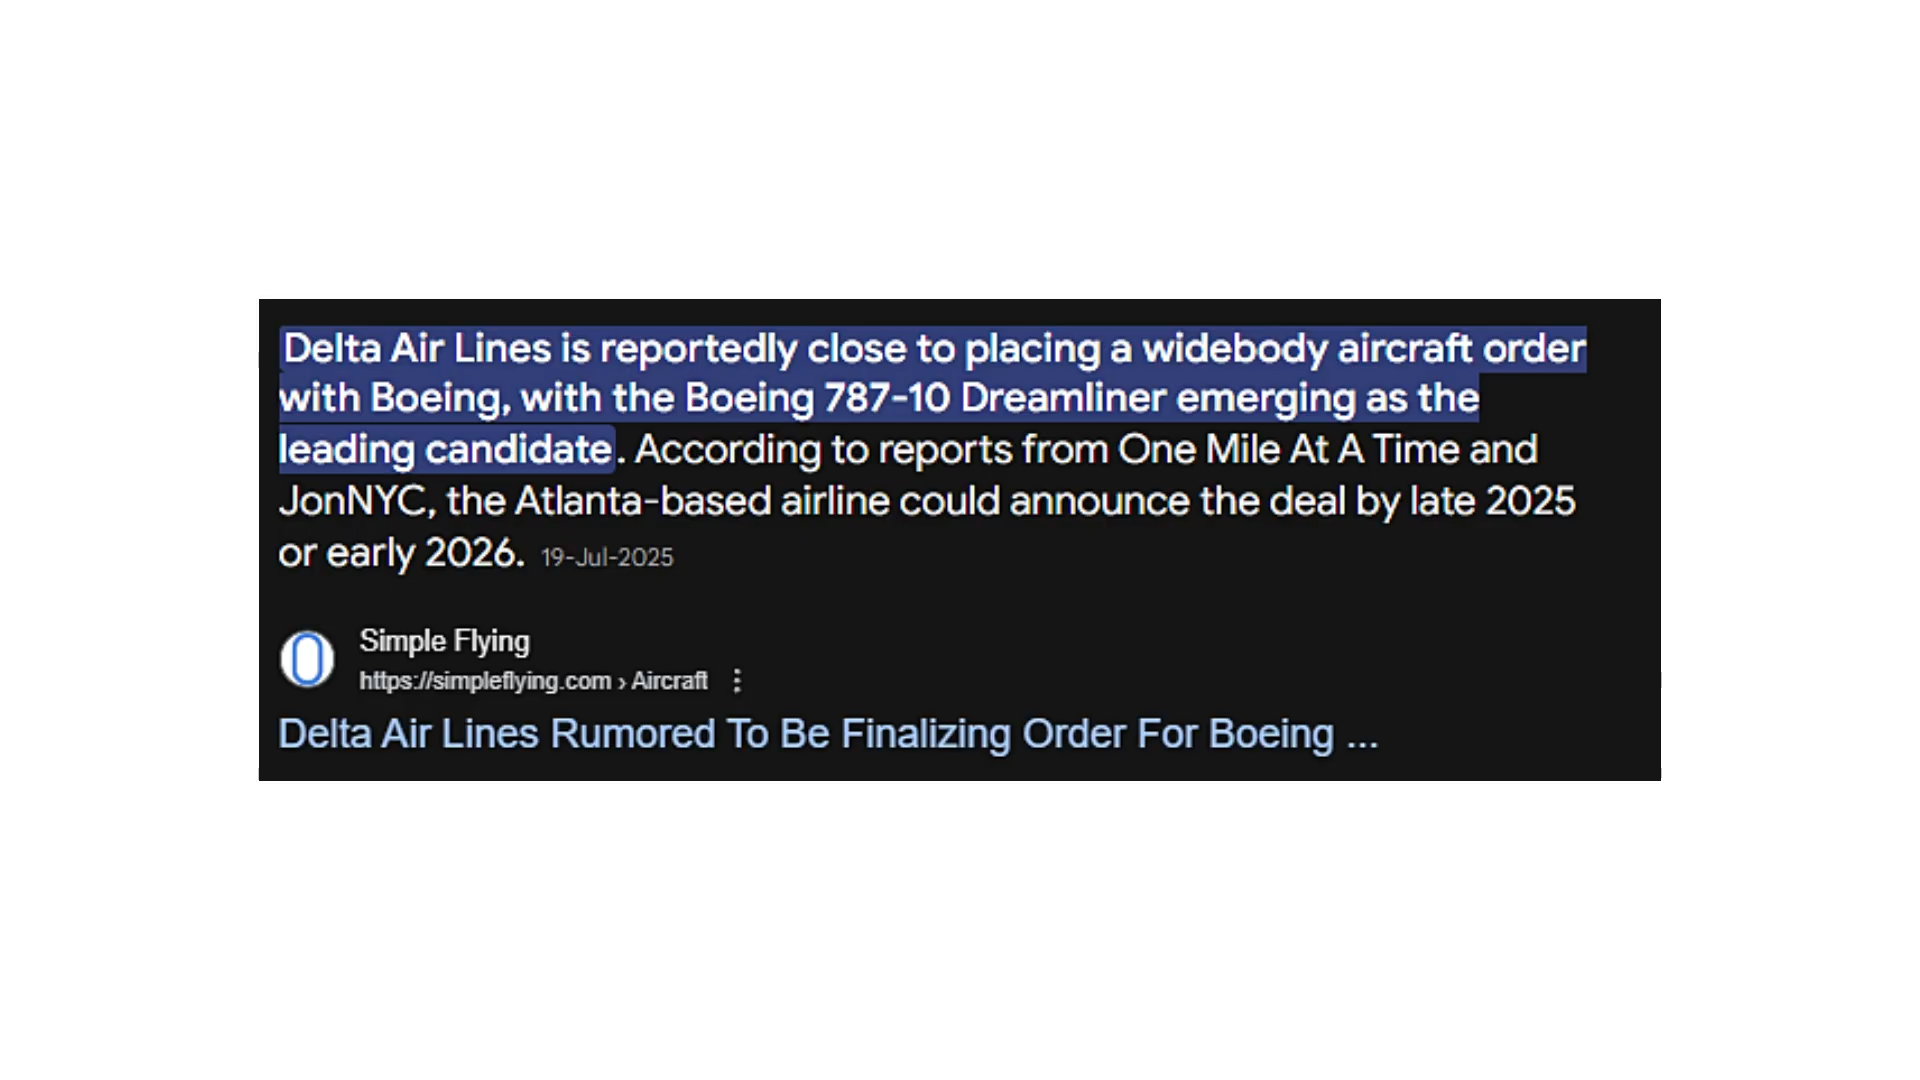 Delta Air Lines is reportedly close to placing a widebody aircraft order
with Boeing, with the Boeing 787-10 Dreamliner emerging as the
leading candidate. According to reports from One Mile At A Time and
JonNYC, the Atlanta-based airline could announce the deal by late 2025
or early 2026. 19-Jul-2025
Simple Flying
https://simpleflying.com › Aircraft
Delta Air Lines Rumored To Be Finalizing Order For Boeing ...